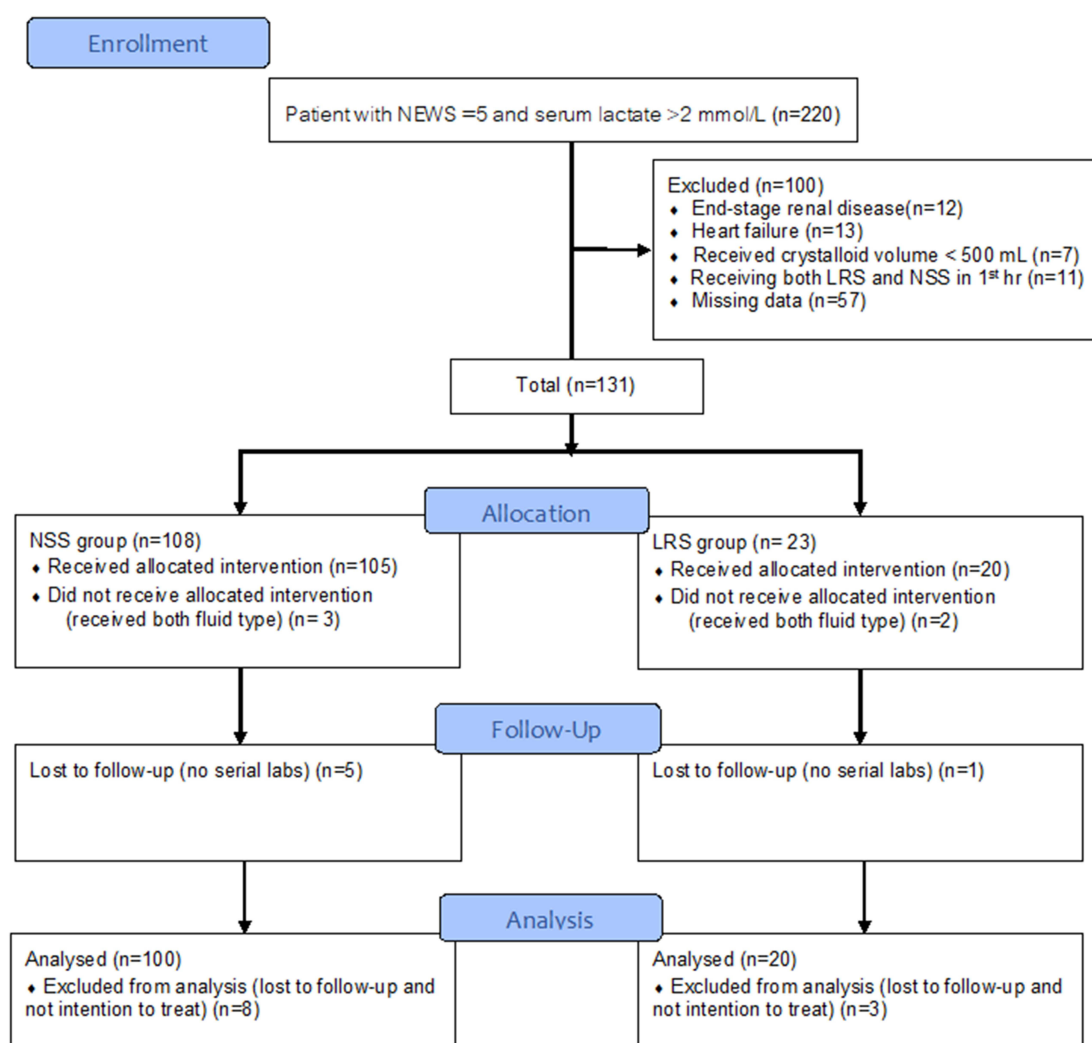 Enrollment
Patient with NEWS =5 and serum lactate >2 mmol/L (n=220)
Excluded (n=100)
♦ End-stage renal disease(n=12)
♦ Heart failure (n=13)
♦ Received crystalloid volume < 500 mL (n=7)
♦ Receiving both LRS and NSS in 1st hr (n=11)
♦ Missing data (n=57)
Total (n=131)
Allocation
NSS group (n=108)
♦ Received allocated intervention (n=105)
♦ Did not receive allocated intervention
(received both fluid type) (n= 3)
LRS group (n= 23)
♦ Received allocated intervention (n=20)
♦ Did not receive allocated intervention
(received both fluid type) (n=2)
Follow-Up
Lost to follow-up (no serial labs) (n=5)
Lost to follow-up (no serial labs) (n=1)
Analysis
Analysed (n=100)
♦ Excluded from analysis (lost to follow-up and
not intention to treat) (n=8)
Analysed (n=20)
♦ Excluded from analysis (lost to follow-up and
not intention to treat) (n=3)